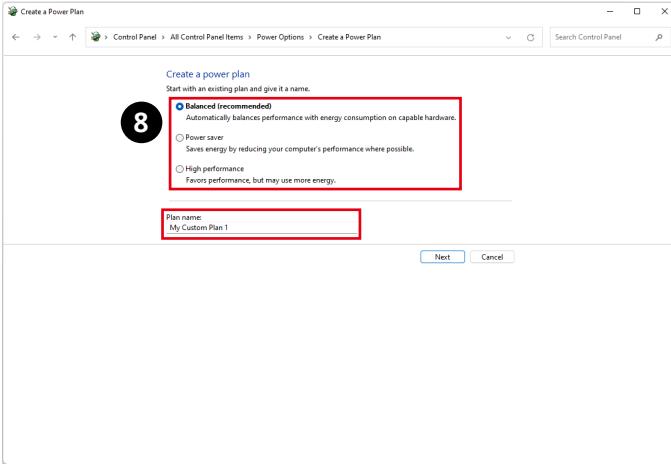 Create a Power Plan
Control Panel > All Control Panel Items > Power Options > Create a Power Plan
Search Control Panel
Create a power plan
Start with an existing plan and give it a name.
8
Balanced (recommended)
Automatically balances performance with energy consumption on capable hardware.
Power saver
Saves energy by reducing your computer's performance where possible.
High performance
Favors performance, but may use more energy.
Plan name:
My Custom Plan 1
Next Cancel